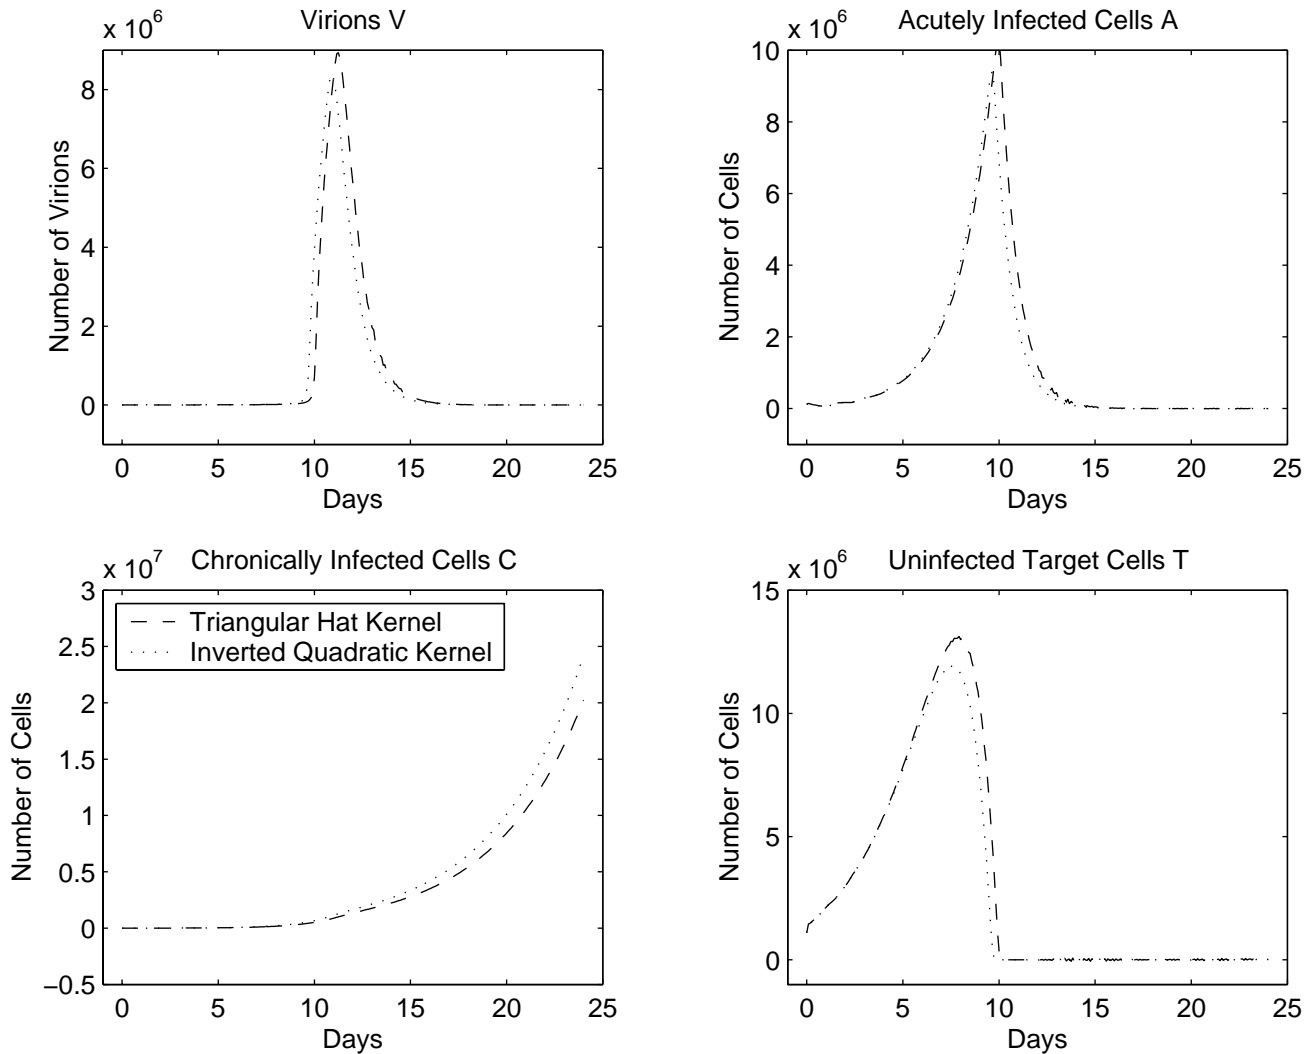 x 10^6
Virions V
8
6
4
2
0
Number of Virions
0 5 10 15 20 25
Days
x 10^6
Acutely Infected Cells A
10
8
6
4
2
0
Number of Cells
0 5 10 15 20 25
Days
x 10^7
Chronically Infected Cells C
3
2.5
2
1.5
1
0.5
0
−0.5
Number of Cells
Triangular Hat Kernel
Inverted Quadratic Kernel
0 5 10 15 20 25
Days
x 10^6
Uninfected Target Cells T
15
10
5
0
Number of Cells
0 5 10 15 20 25
Days